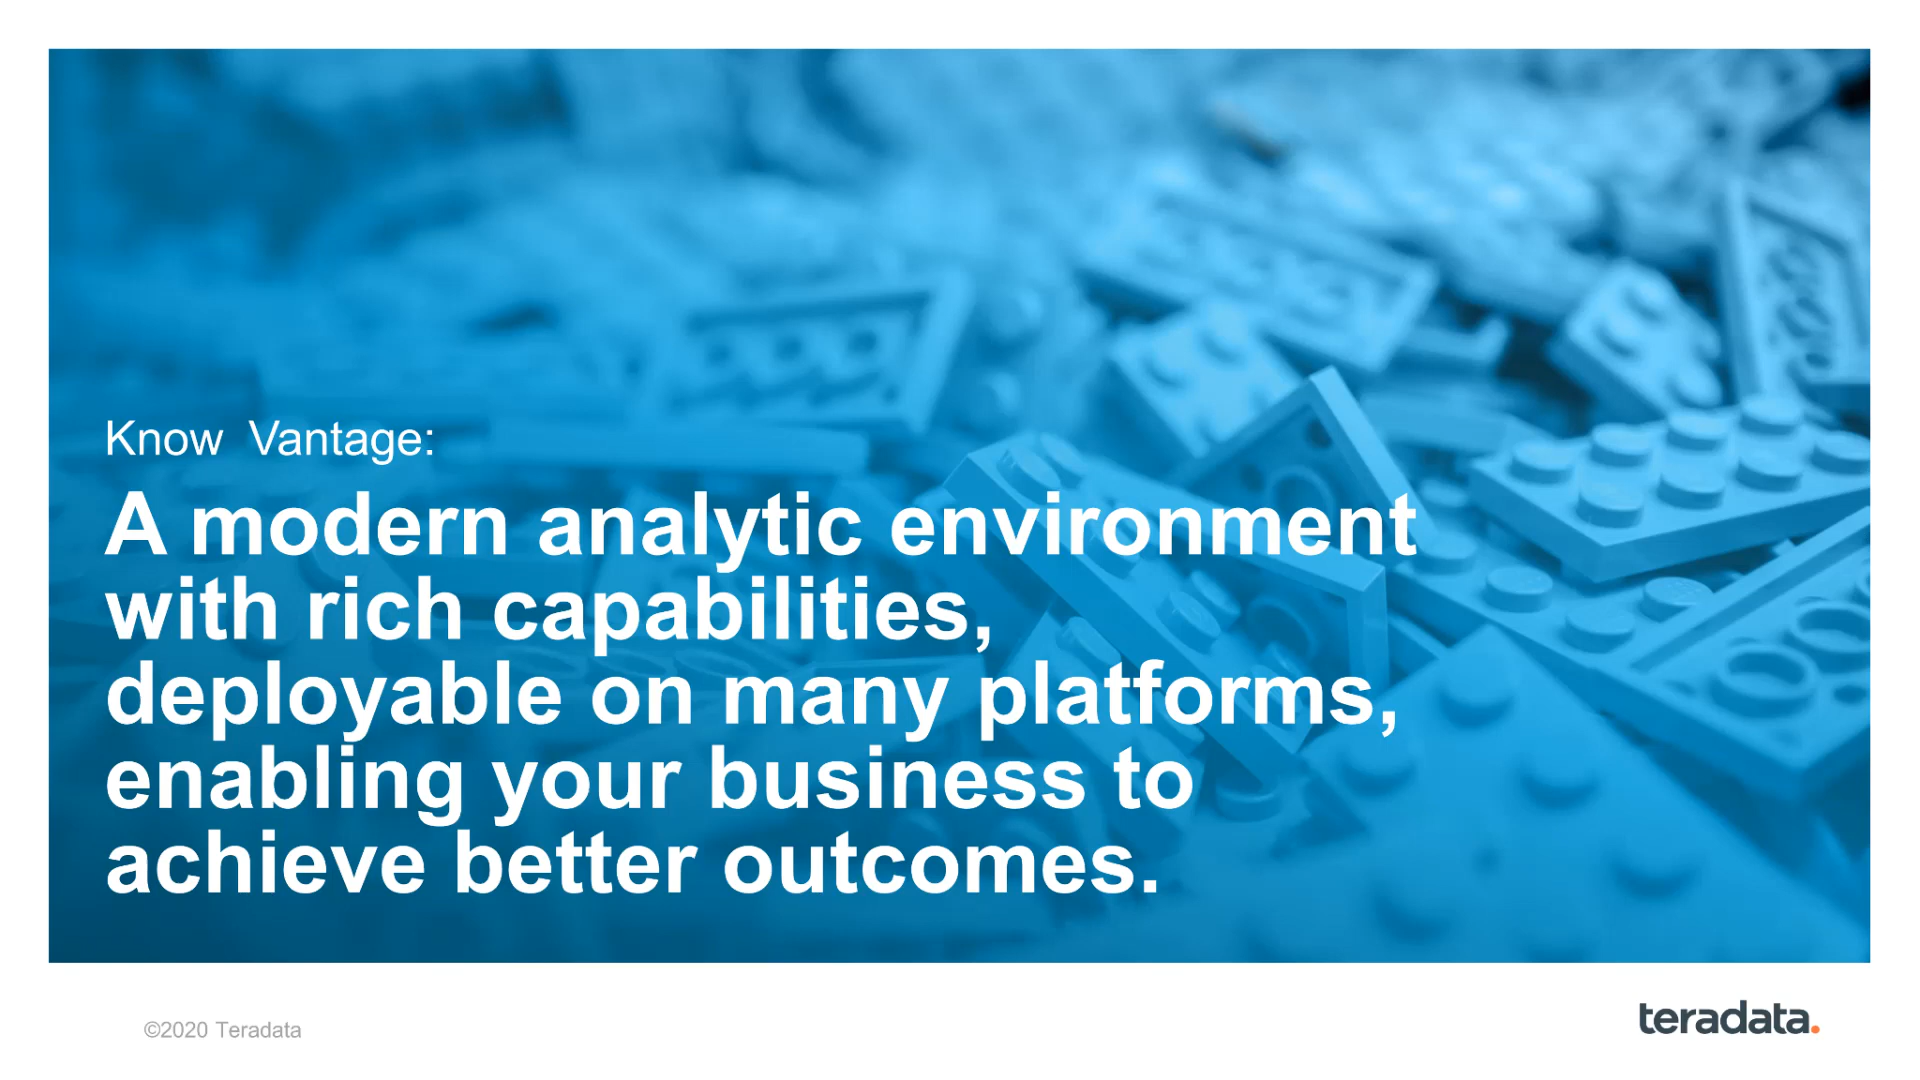 Know Vantage:
A modern analytic environment
with rich capabilities,
deployable on many platforms,
enabling your business to
achieve better outcomes.
©2020 Teradata
teradata.